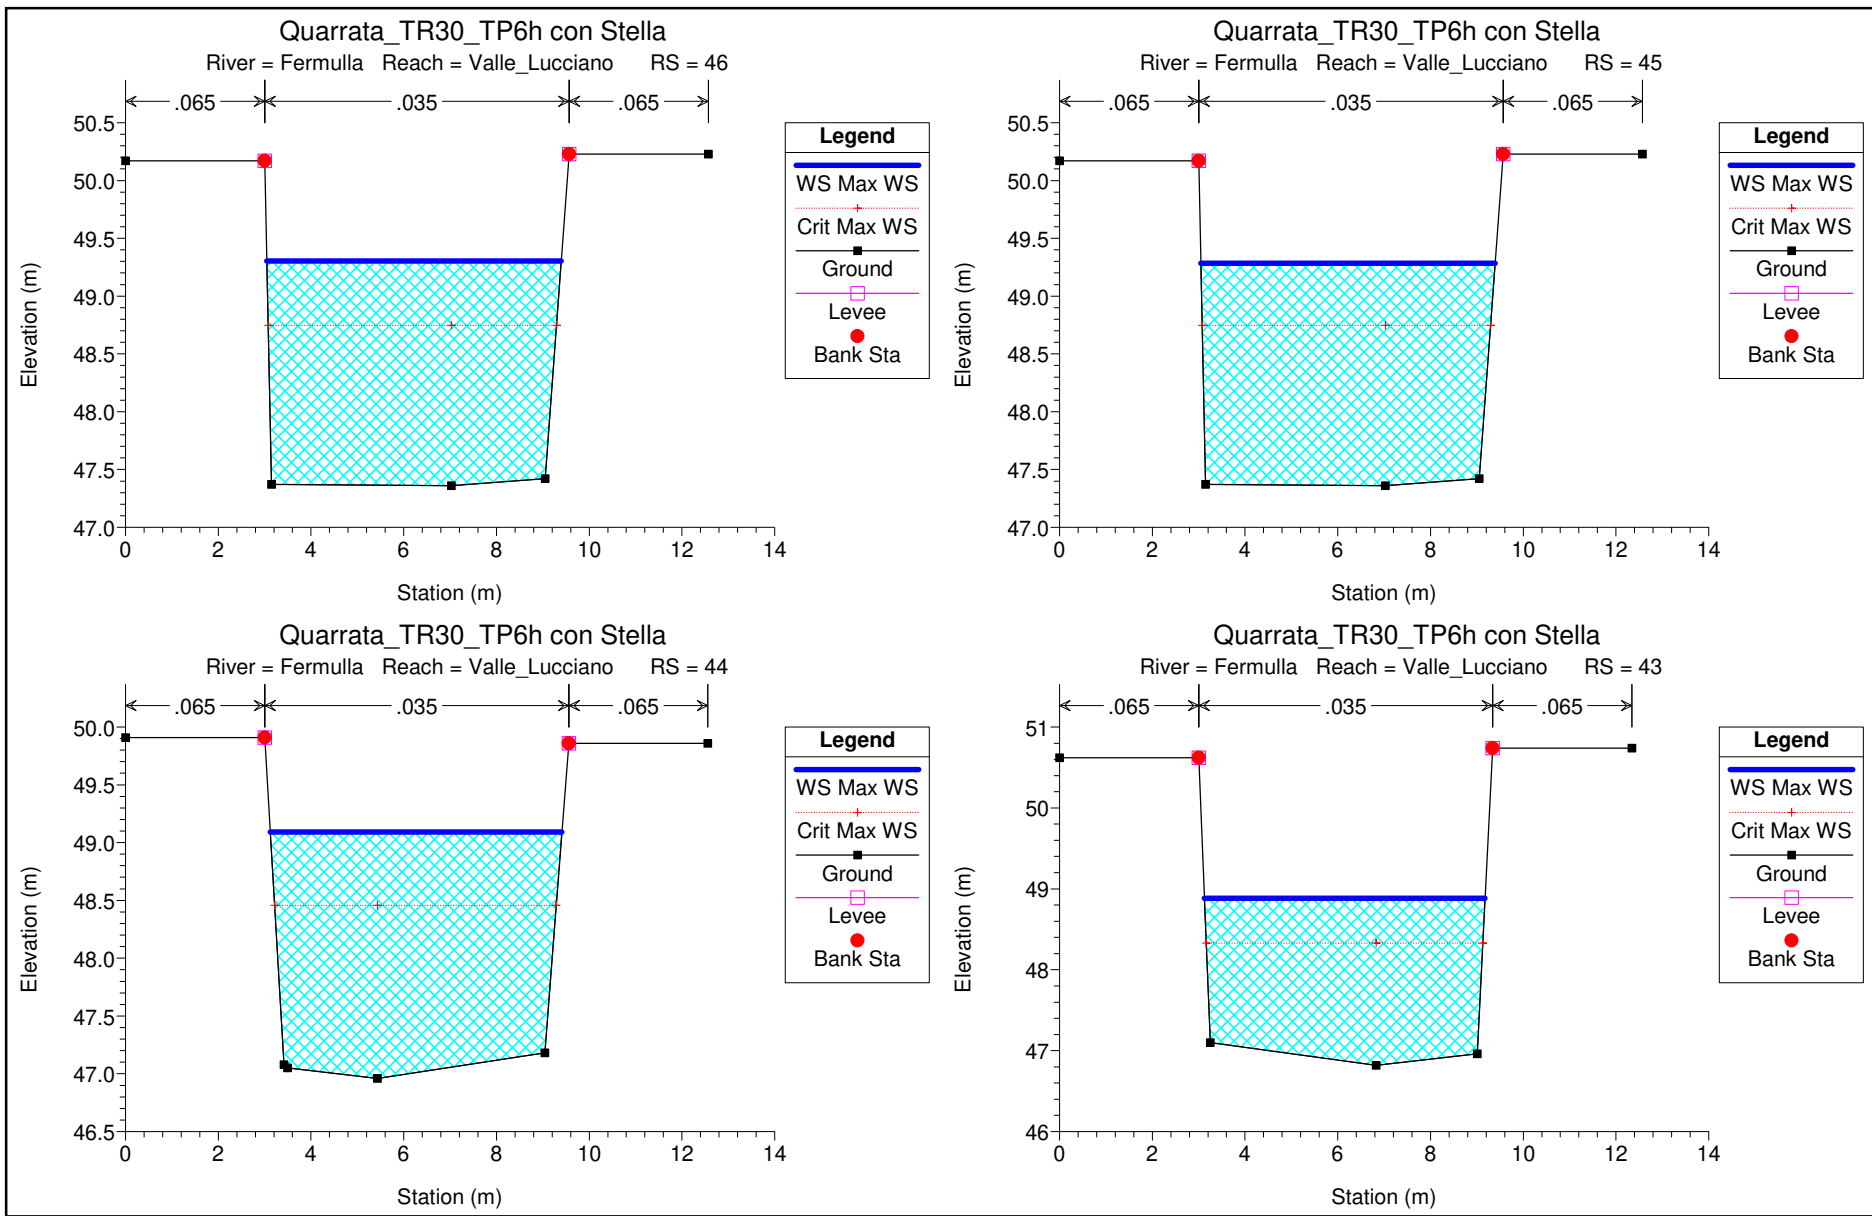 Quarrata_TR30_TP6h con Stella
River = Fermulla Reach = Valle_Lucciano RS = 46
.065 .035 .065
50.5
50.0
49.5
49.0
48.5
48.0
47.5
47.0
Elevation (m)
0 2 4 6 8 10 12 14
Station (m)
Legend
WS Max WS
Crit Max WS
Ground
Levee
Bank Sta
Quarrata_TR30_TP6h con Stella
River = Fermulla Reach = Valle_Lucciano RS = 45
.065 .035 .065
50.5
50.0
49.5
49.0
48.5
48.0
47.5
47.0
Elevation (m)
0 2 4 6 8 10 12 14
Station (m)
Legend
WS Max WS
Crit Max WS
Ground
Levee
Bank Sta
Quarrata_TR30_TP6h con Stella
River = Fermulla Reach = Valle_Lucciano RS = 44
.065 .035 .065
50.0
49.5
49.0
48.5
48.0
47.5
47.0
46.5
Elevation (m)
0 2 4 6 8 10 12 14
Station (m)
Legend
WS Max WS
Crit Max WS
Ground
Levee
Bank Sta
Quarrata_TR30_TP6h con Stella
River = Fermulla Reach = Valle_Lucciano RS = 43
.065 .035 .065
51
50
49
48
47
46
Elevation (m)
0 2 4 6 8 10 12 14
Station (m)
Legend
WS Max WS
Crit Max WS
Ground
Levee
Bank Sta